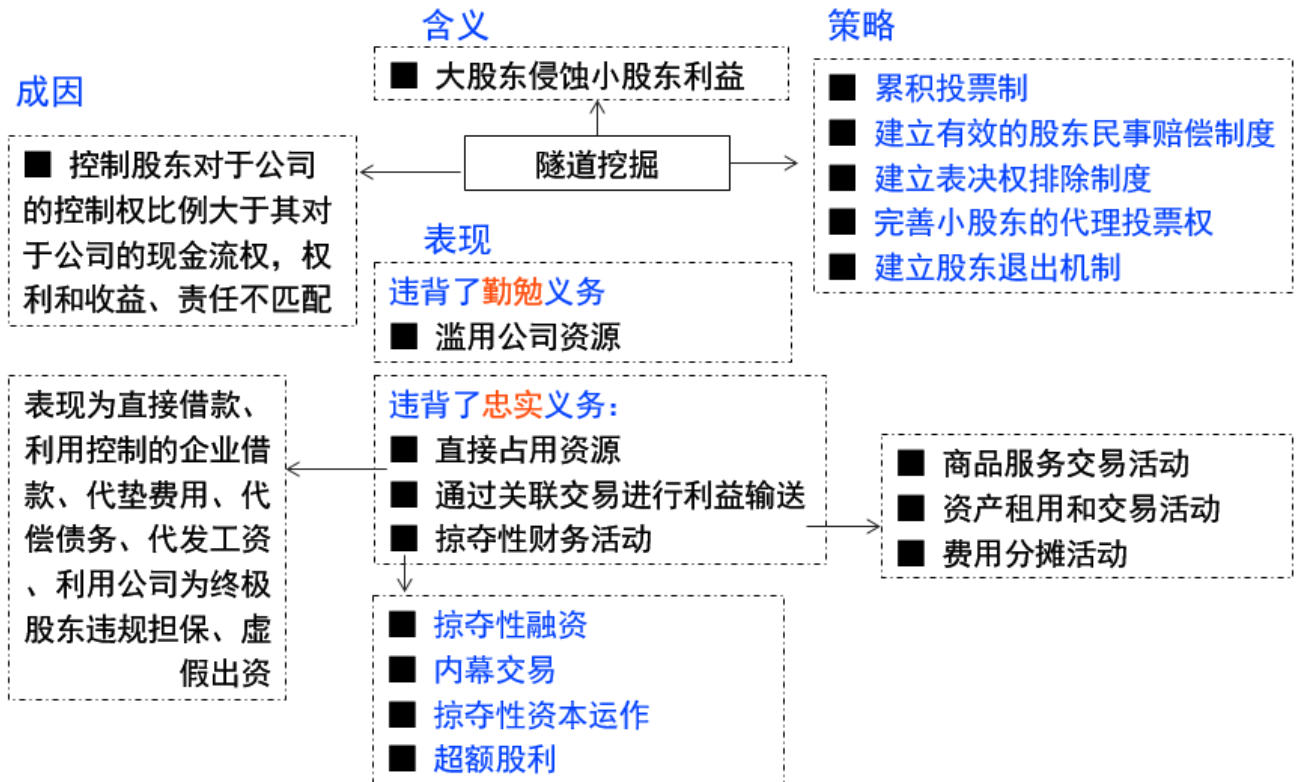 含义
■ 大股东侵蚀小股东利益
策略
■ 累积投票制
■ 建立有效的股东民事赔偿制度
■ 建立表决权排除制度
■ 完善小股东的代理投票权
■ 建立股东退出机制
成因
■ 控制股东对于公司
的控制权比例大于其对
于公司的现金流权，权
利和收益、责任不匹配
隧道挖掘
表现
违背了勤勉义务
■ 滥用公司资源
违背了忠实义务：
■ 直接占用资源
■ 通过关联交易进行利益输送
■ 掠夺性财务活动
表现为直接借款、
利用控制的企业借
款、代垫费用、代
偿债务、代发工资
、利用公司为终极
股东违规担保、虚
假出资
■ 商品服务交易活动
■ 资产租用和交易活动
■ 费用分摊活动
■ 掠夺性融资
■ 内幕交易
■ 掠夺性资本运作
■ 超额股利